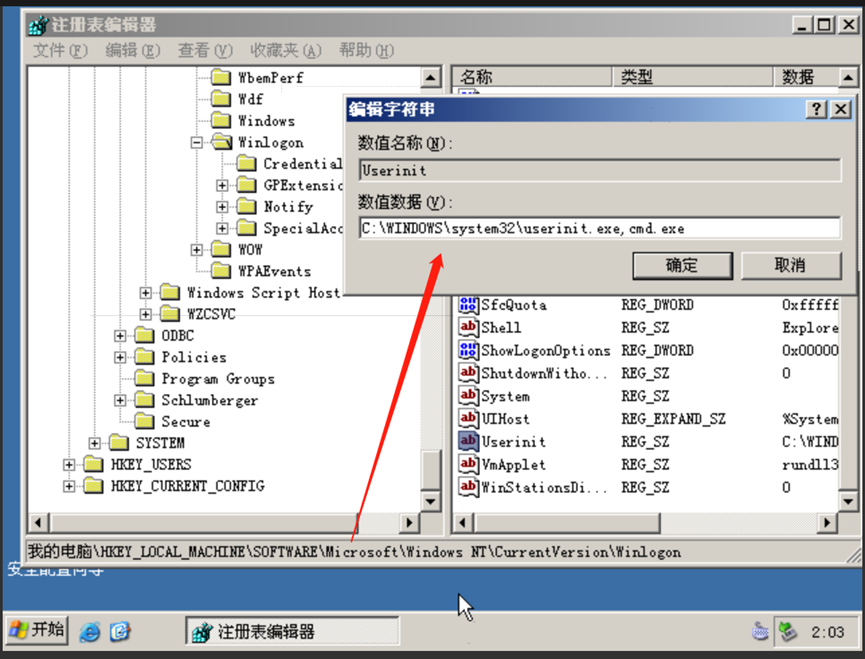 注册表编辑器
文件(F) 编辑(E) 查看(V) 收藏夹(A) 帮助(H)
WbemPerf
Wdf
Windows
Winlogon
Credential
GPExtensio
Notify
SpecialAcc
WOW
WPAEvents
Windows Script Host
WZCSVC
ODBC
Policies
Program Groups
Schlumberger
Secure
SYSTEM
HKEY_USERS
HKEY_CURRENT_CONFIG
名称 类型 数据
编辑字符串
数值名称(N):
Userinit
数值数据(V):
C:\WINDOWS\system32\userinit.exe,cmd.exe
确定 取消
SfcQuota REG_DWORD 0xfffff
Shell REG_SZ Explore
ShowLogonOptions REG_DWORD 0x00000
ShutdownWitho... REG_SZ 0
System REG_SZ
UIHost REG_EXPAND_SZ %System
Userinit REG_SZ C:\WIND
VmApplet REG_SZ rundll3
WinStationsDi... REG_SZ 0
我的电脑\HKEY_LOCAL_MACHINE\SOFTWARE\Microsoft\Windows NT\CurrentVersion\Winlogon
安全配置向导
开始 注册表编辑器 2:03